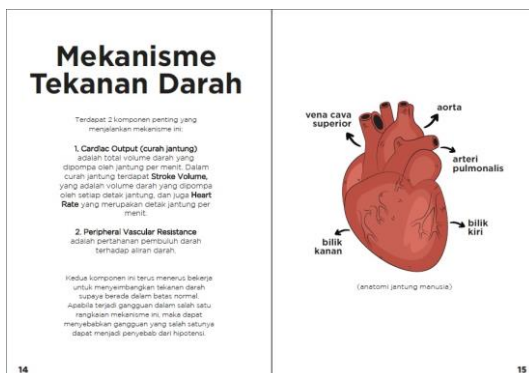 Mekanisme
Tekanan Darah
Terdapat 2 komponen penting yang
menjalankan mekanisme ini:
1. Cardiac Output (curah jantung)
adalah total volume darah yang
dipompa oleh jantung per menit. Dalam
curah jantung terdapat Stroke Volume,
yang adalah volume darah yang dipompa
oleh setiap detak jantung, dan juga Heart
Rate yang merupakan detak jantung per
menit.
2. Peripheral Vascular Resistance
adalah pertahanan pembuluh darah
terhadap aliran darah.
Kedua komponen ini terus menerus bekerja
untuk menyeimbangkan tekanan darah
supaya berada dalam batas normal.
Apabila terjadi gangguan dalam salah satu
rangkaian mekanisme ini, maka dapat
menyebabkan gangguan yang salah satunya
dapat menjadi penyebab dari hipotensi.
14
vena cava
superior
aorta
arteri
pulmonalis
bilik
kiri
bilik
kanan
(anatomi jantung manusia)
15